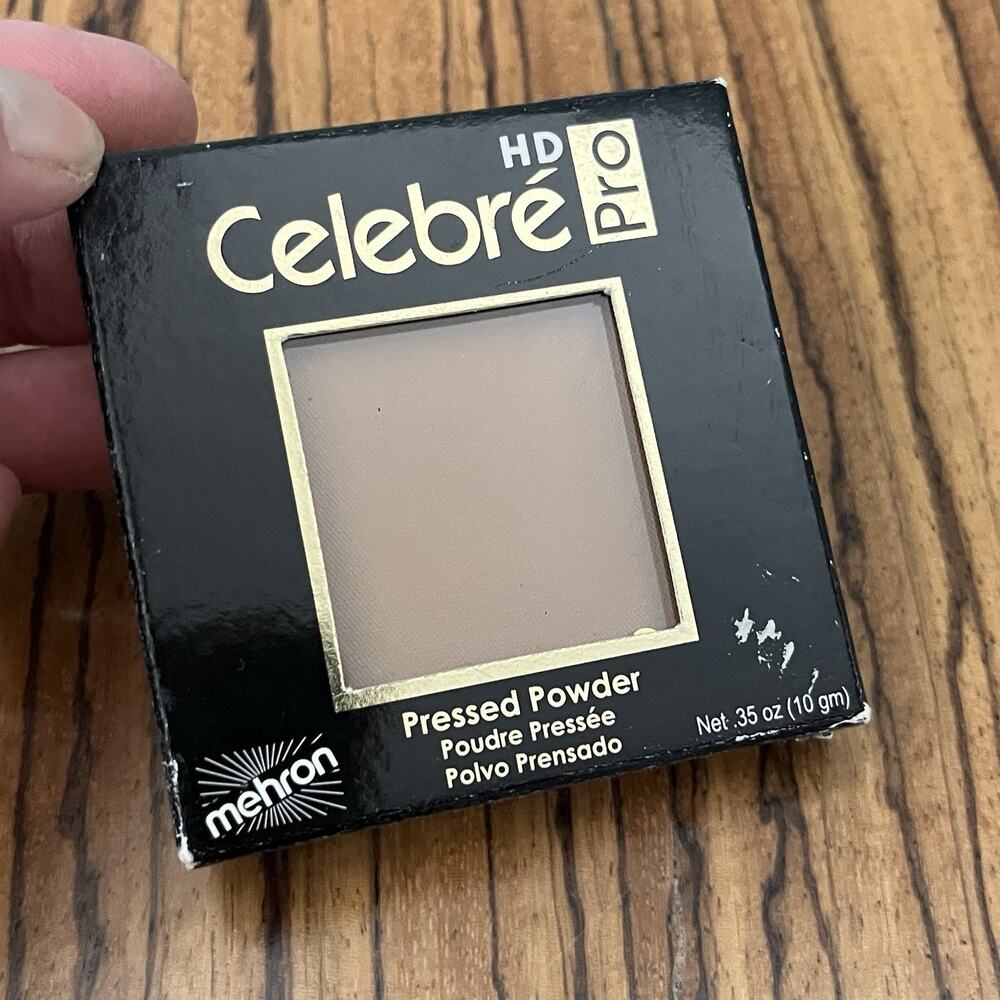 HD
Celebré Pro
Pressed Powder
Poudre Pressée
Polvo Prensado
Net .35 oz (10 gm)
mehron